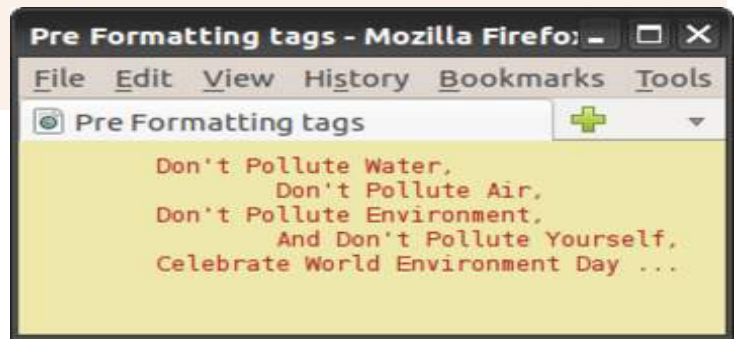 Pre Formatting tags - Mozilla Firefo
File Edit View History Bookmarks Tools
Pre Formatting tags
Don't Pollute Water,
Don't Pollute Air,
Don't Pollute Environment,
And Don't Pollute Yourself,
Celebrate World Environment Day ...